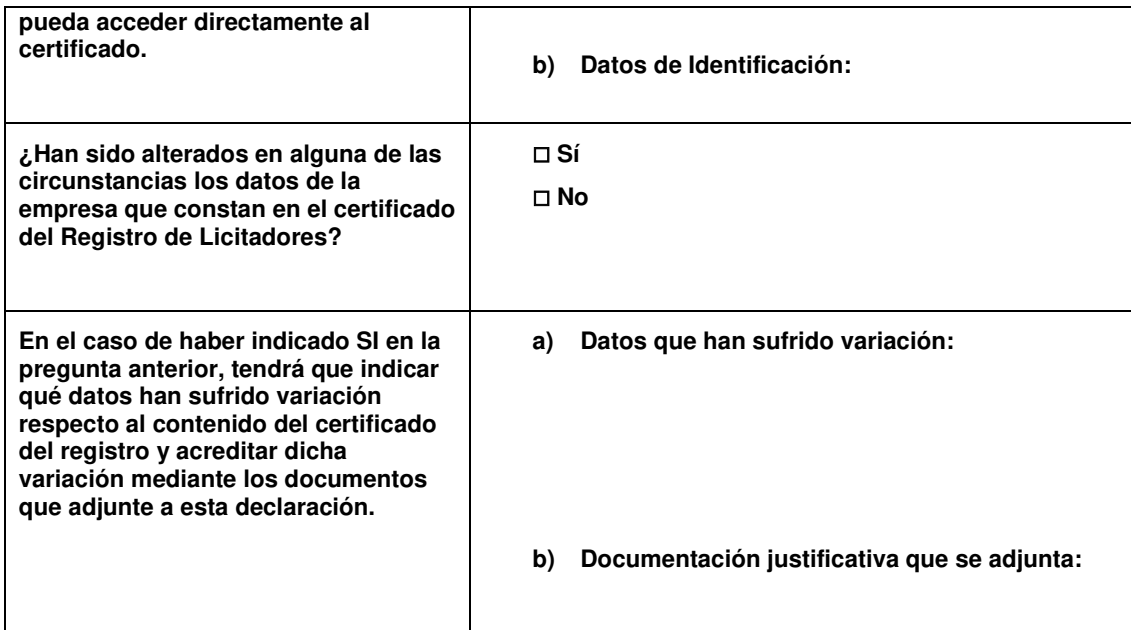 pueda acceder directamente al
certificado.
b) Datos de Identificación:
¿Han sido alterados en alguna de las
circunstancias los datos de la
empresa que constan en el certificado
del Registro de Licitadores?
□ Sí
□ No
En el caso de haber indicado SI en la
pregunta anterior, tendrá que indicar
qué datos han sufrido variación
respecto al contenido del certificado
del registro y acreditar dicha
variación mediante los documentos
que adjunte a esta declaración.
a) Datos que han sufrido variación:
b) Documentación justificativa que se adjunta: